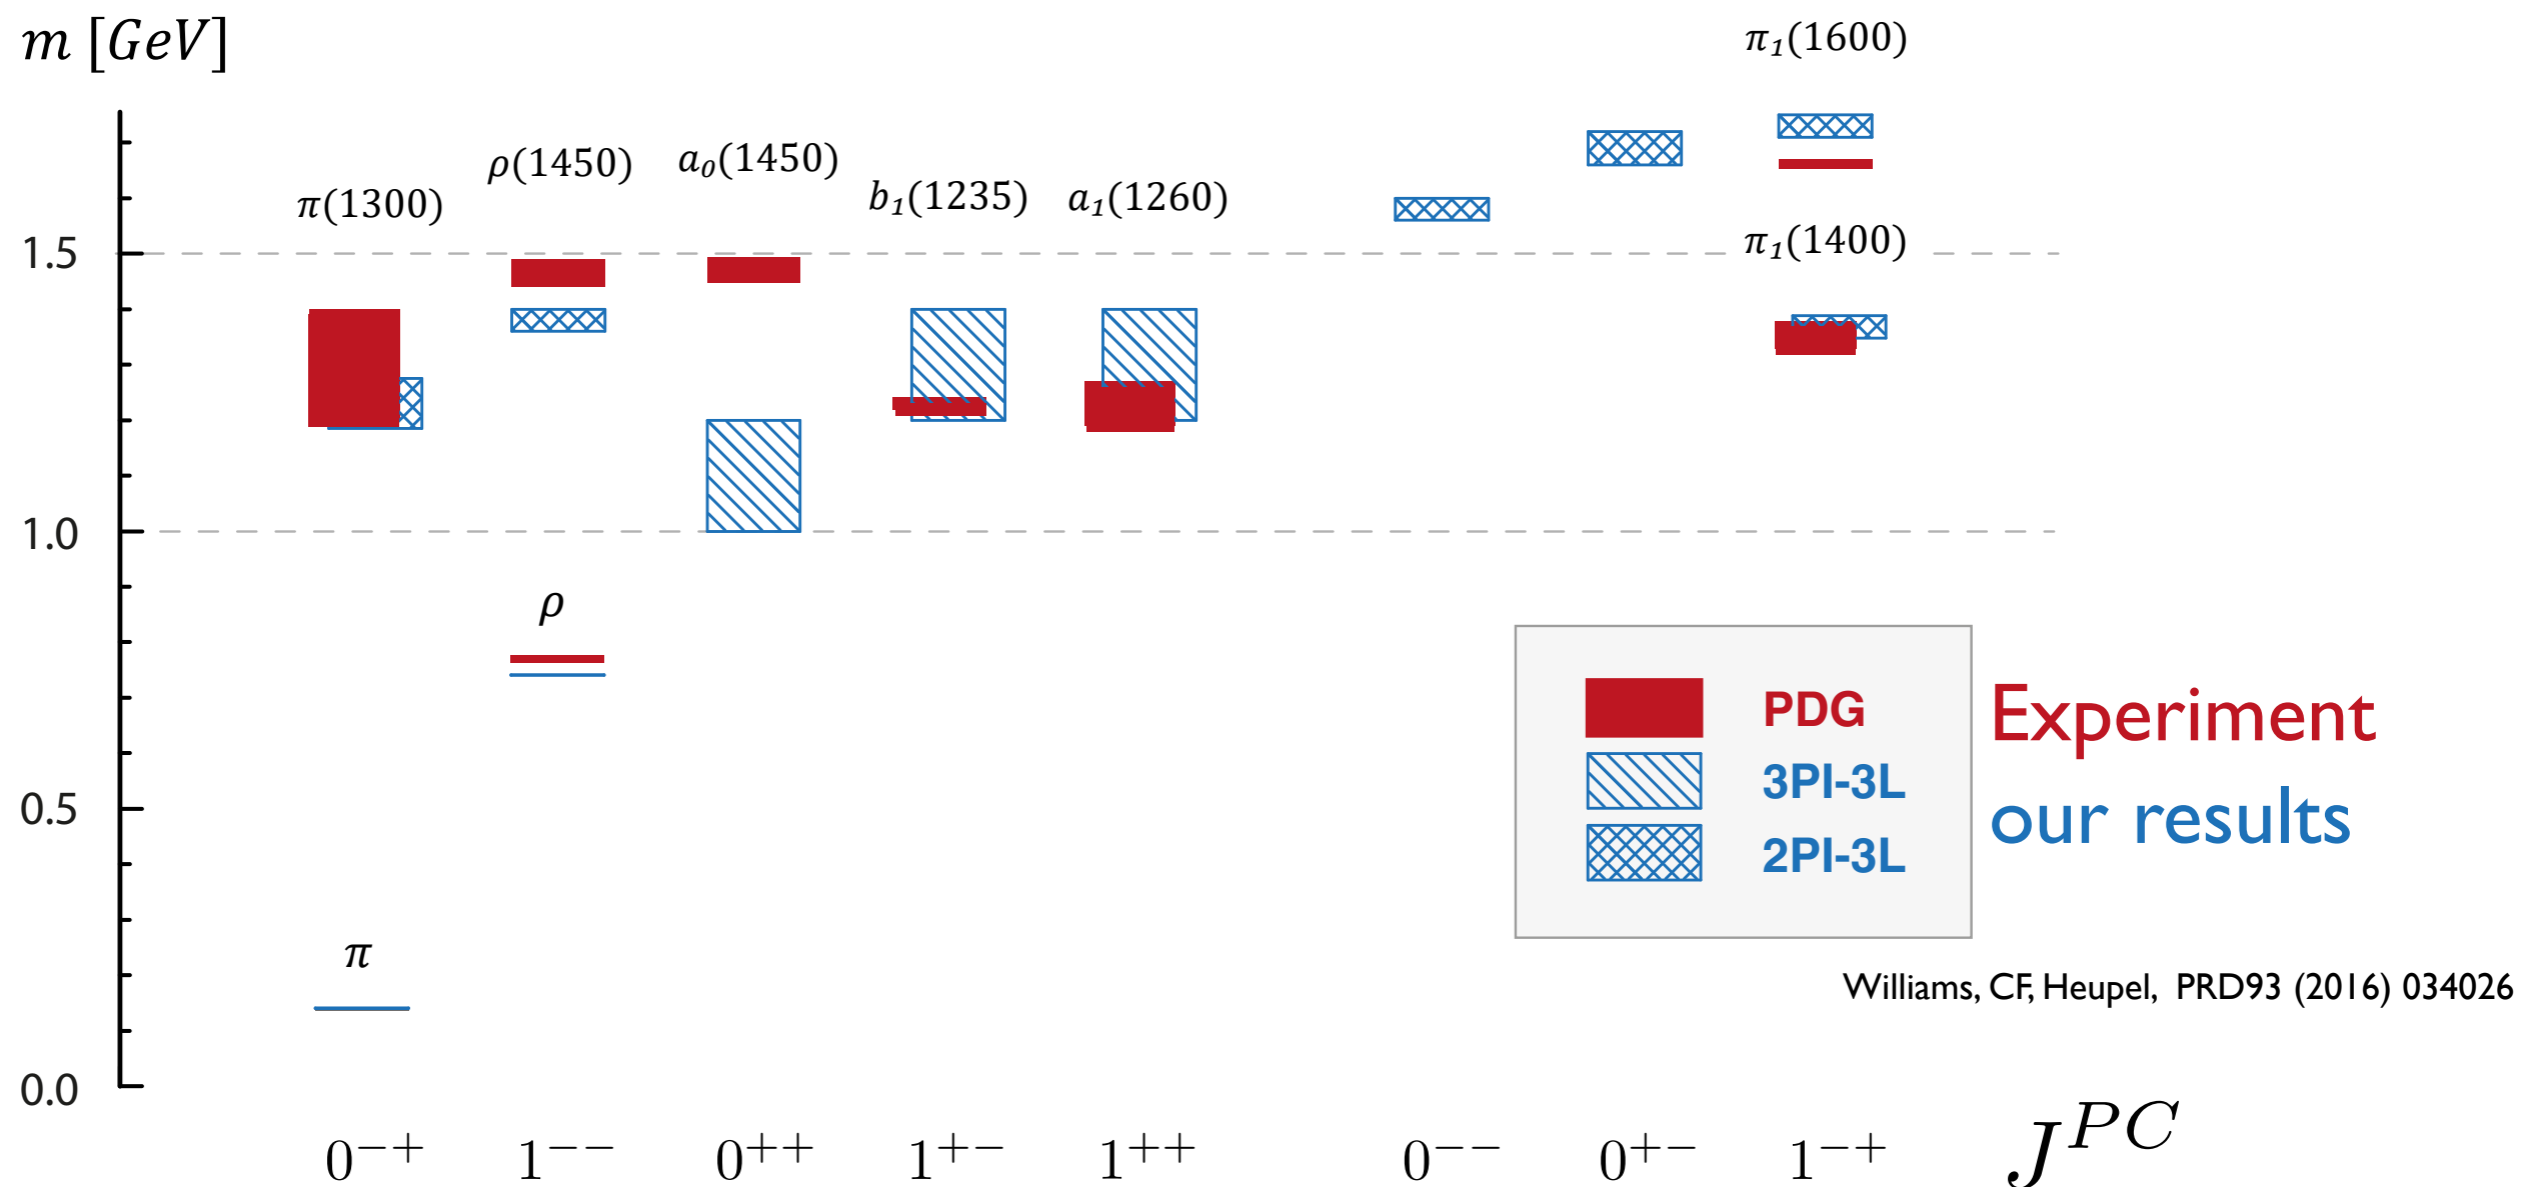 m [GeV]
π₁(1600)
ρ(1450)
a₀(1450)
π(1300)
b₁(1235)
a₁(1260)
1.5
π₁(1400)
1.0
ρ
PDG
Experiment
3PI-3L
our results
0.5
2PI-3L
π
Williams, CF, Heupel, PRD93 (2016) 034026
0.0
0⁻⁺ 1⁻⁻ 0⁺⁺ 1⁺⁻ 1⁺⁺ 0⁻⁻ 0⁺⁻ 1⁻⁺ J^{PC}